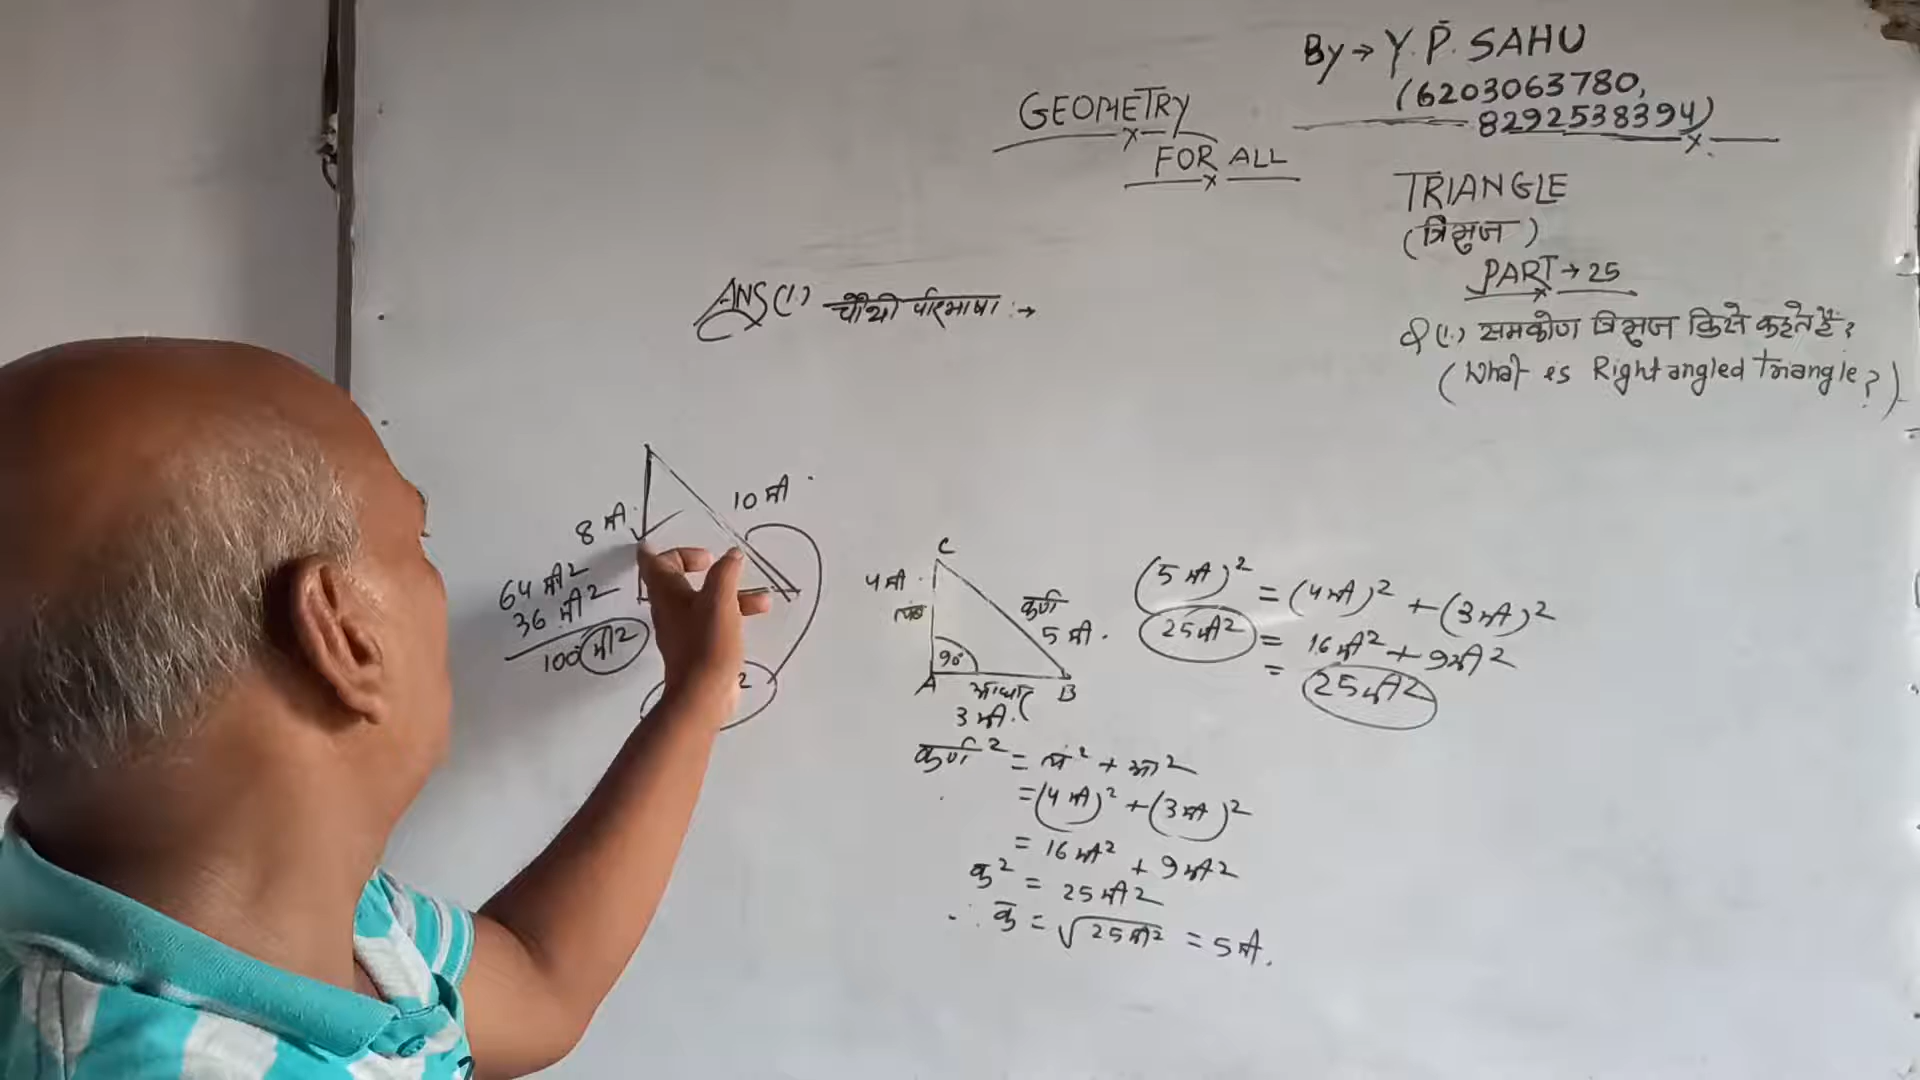 By → Y. P. SAHU
(6203063780,
8292538394)
GEOMETRY
FOR ALL
TRIANGLE
(त्रिभुज)
PART → 25
Q (1.) समकोण त्रिभुज किसे कहते हैं?
(What is Right angled Triangle?)
ANS (1.) चौथी परिभाषा :→
8 मी.
10 मी.
64 मी2
36 मी2
100 मी2
2
C
4 मी.
लंब
कर्ण
5 मी.
90°
A
आधार
B
3 मी.
(5 मी)2 = (4 मी)2 + (3 मी)2
25 मी2 = 16 मी2 + 9 मी2
= 25 मी2
कर्ण2 = लं2 + आ2
= (4 मी)2 + (3 मी)2
= 16 मी2 + 9 मी2
क2 = 25 मी2
∴ क = √25 मी2 = 5 मी.